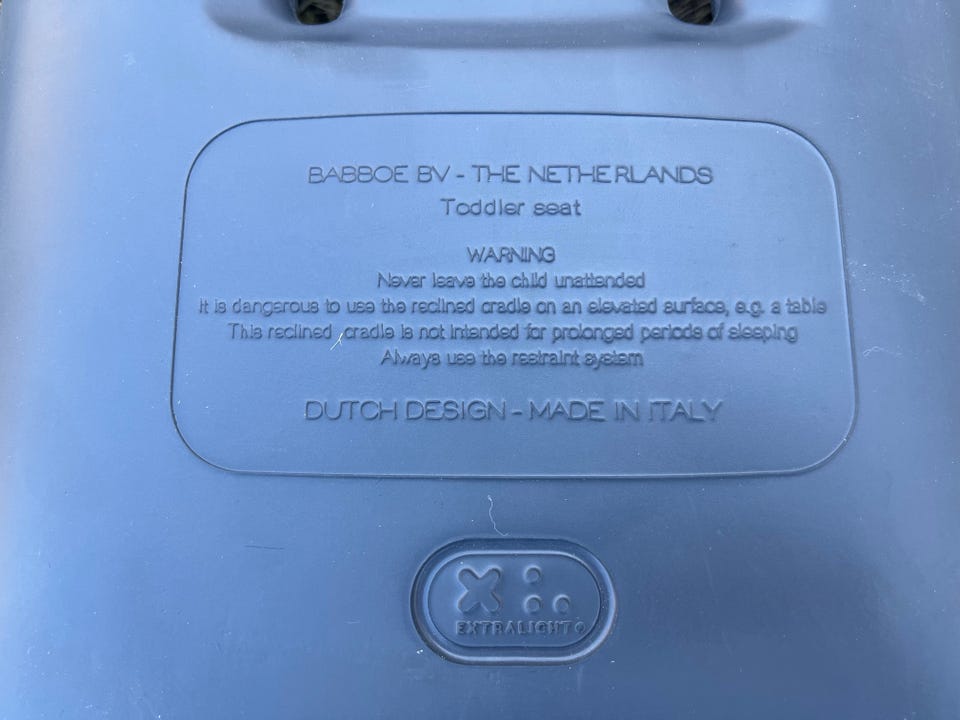 BABBOE BV - THE NETHERLANDS
Toddler seat
WARNING
Never leave the child unattended
It is dangerous to use the reclined cradle on an elevated surface, e.g. a table
This reclined cradle is not intended for prolonged periods of sleeping
Always use the restraint system
DUTCH DESIGN - MADE IN ITALY
EXTRALIGHT®